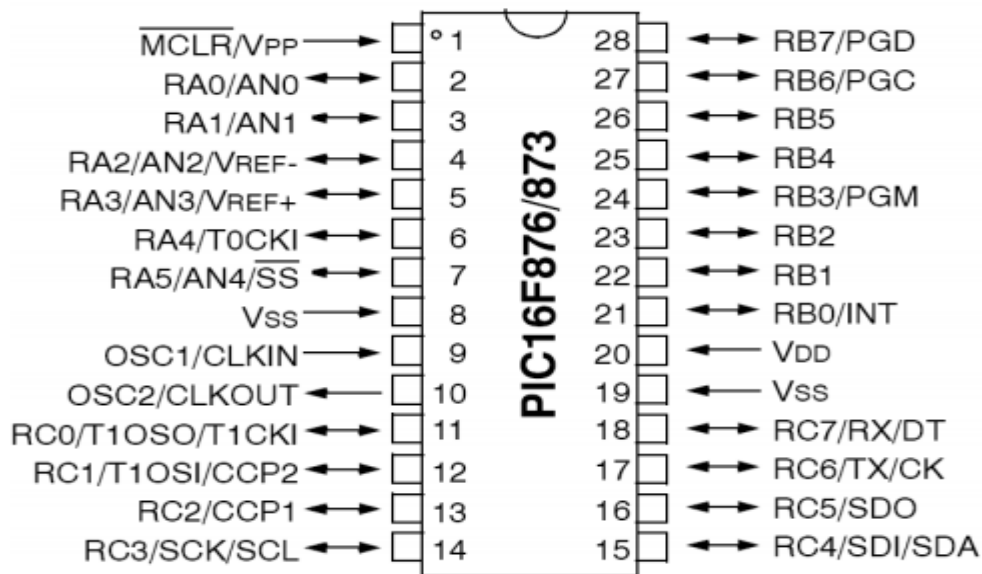 MCLR/VPP 1 28 RB7/PGD
RA0/AN0 2 27 RB6/PGC
RA1/AN1 3 26 RB5
RA2/AN2/VREF- 4 25 RB4
RA3/AN3/VREF+ 5 24 RB3/PGM
RA4/T0CKI 6 23 RB2
RA5/AN4/SS 7 22 RB1
VSS 8 21 RB0/INT
OSC1/CLKIN 9 20 VDD
OSC2/CLKOUT 10 19 VSS
RC0/T1OSO/T1CKI 11 18 RC7/RX/DT
RC1/T1OSI/CCP2 12 17 RC6/TX/CK
RC2/CCP1 13 16 RC5/SDO
RC3/SCK/SCL 14 15 RC4/SDI/SDA
PIC16F876/873